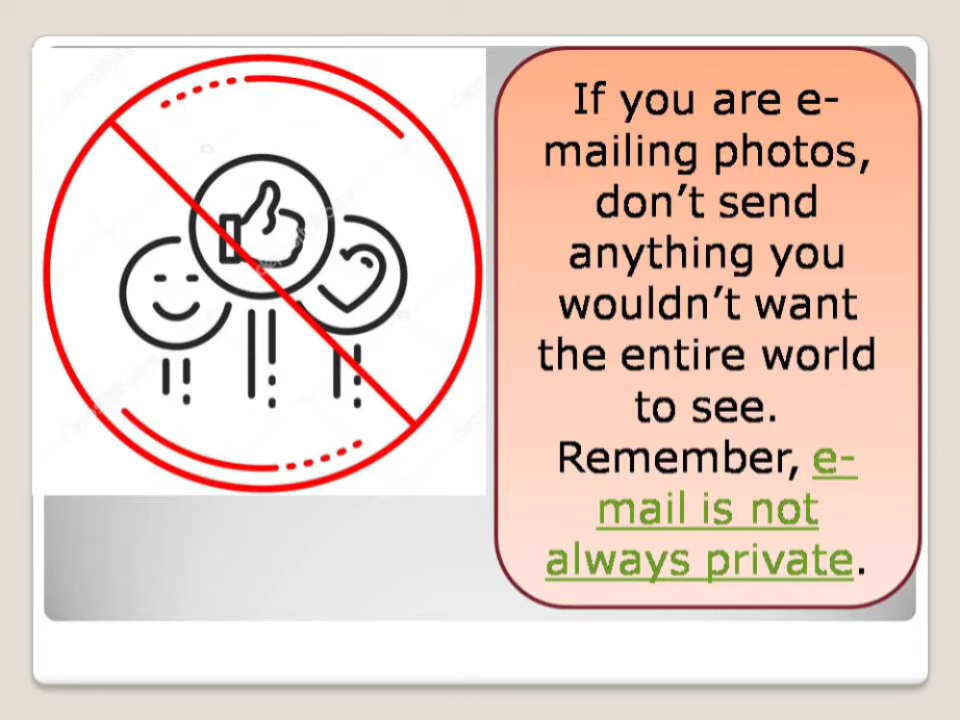 If you are e-
mailing photos,
don’t send
anything you
wouldn’t want
the entire world
to see.
Remember, e-
mail is not
always private.